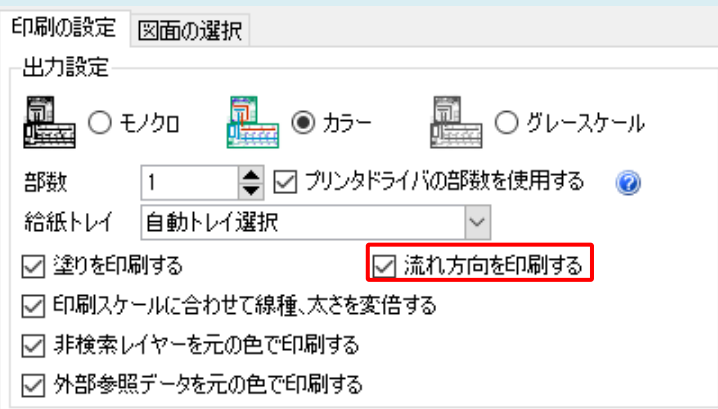 印刷の設定 図面の選択
出力設定
モノクロ カラー グレースケール
部数 1 プリンタドライバの部数を使用する ?
給紙トレイ 自動トレイ選択
塗りを印刷する 流れ方向を印刷する
印刷スケールに合わせて線種、太さを変倍する
非検索レイヤーを元の色で印刷する
外部参照データを元の色で印刷する